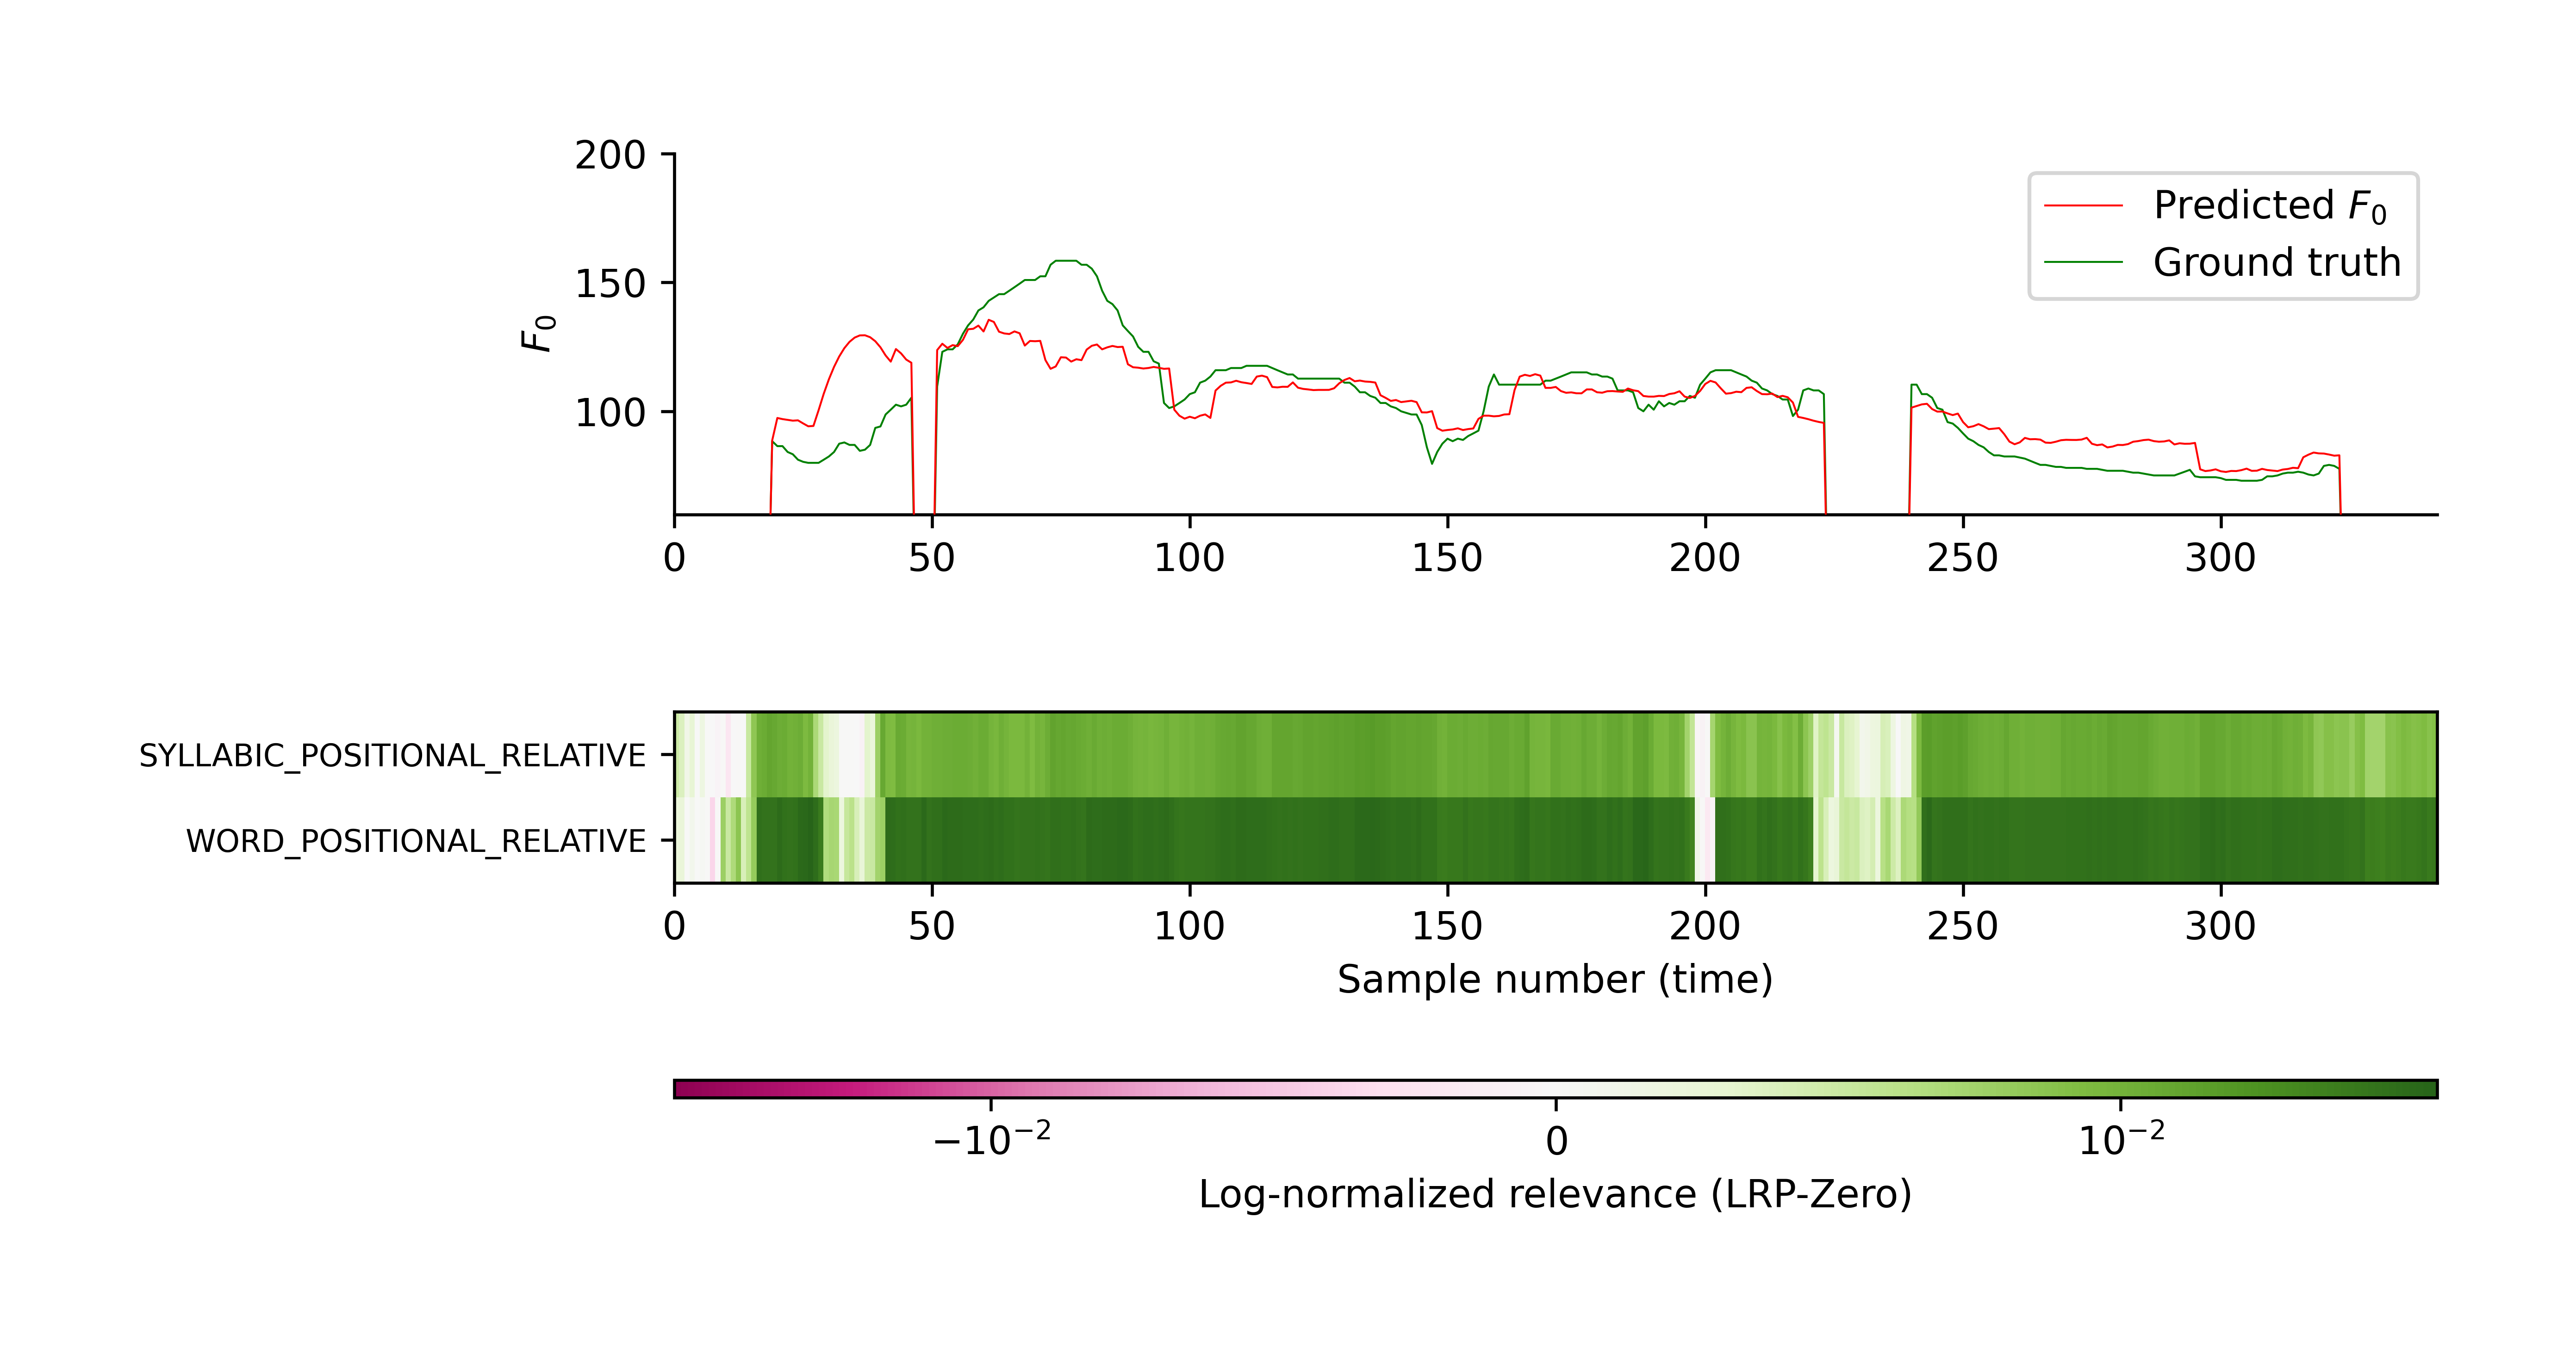 200
150
100
F₀
Predicted F₀
Ground truth
0 50 100 150 200 250 300
SYLLABIC_POSITIONAL_RELATIVE
WORD_POSITIONAL_RELATIVE
0 50 100 150 200 250 300
Sample number (time)
−10⁻² 0 10⁻²
Log-normalized relevance (LRP-Zero)